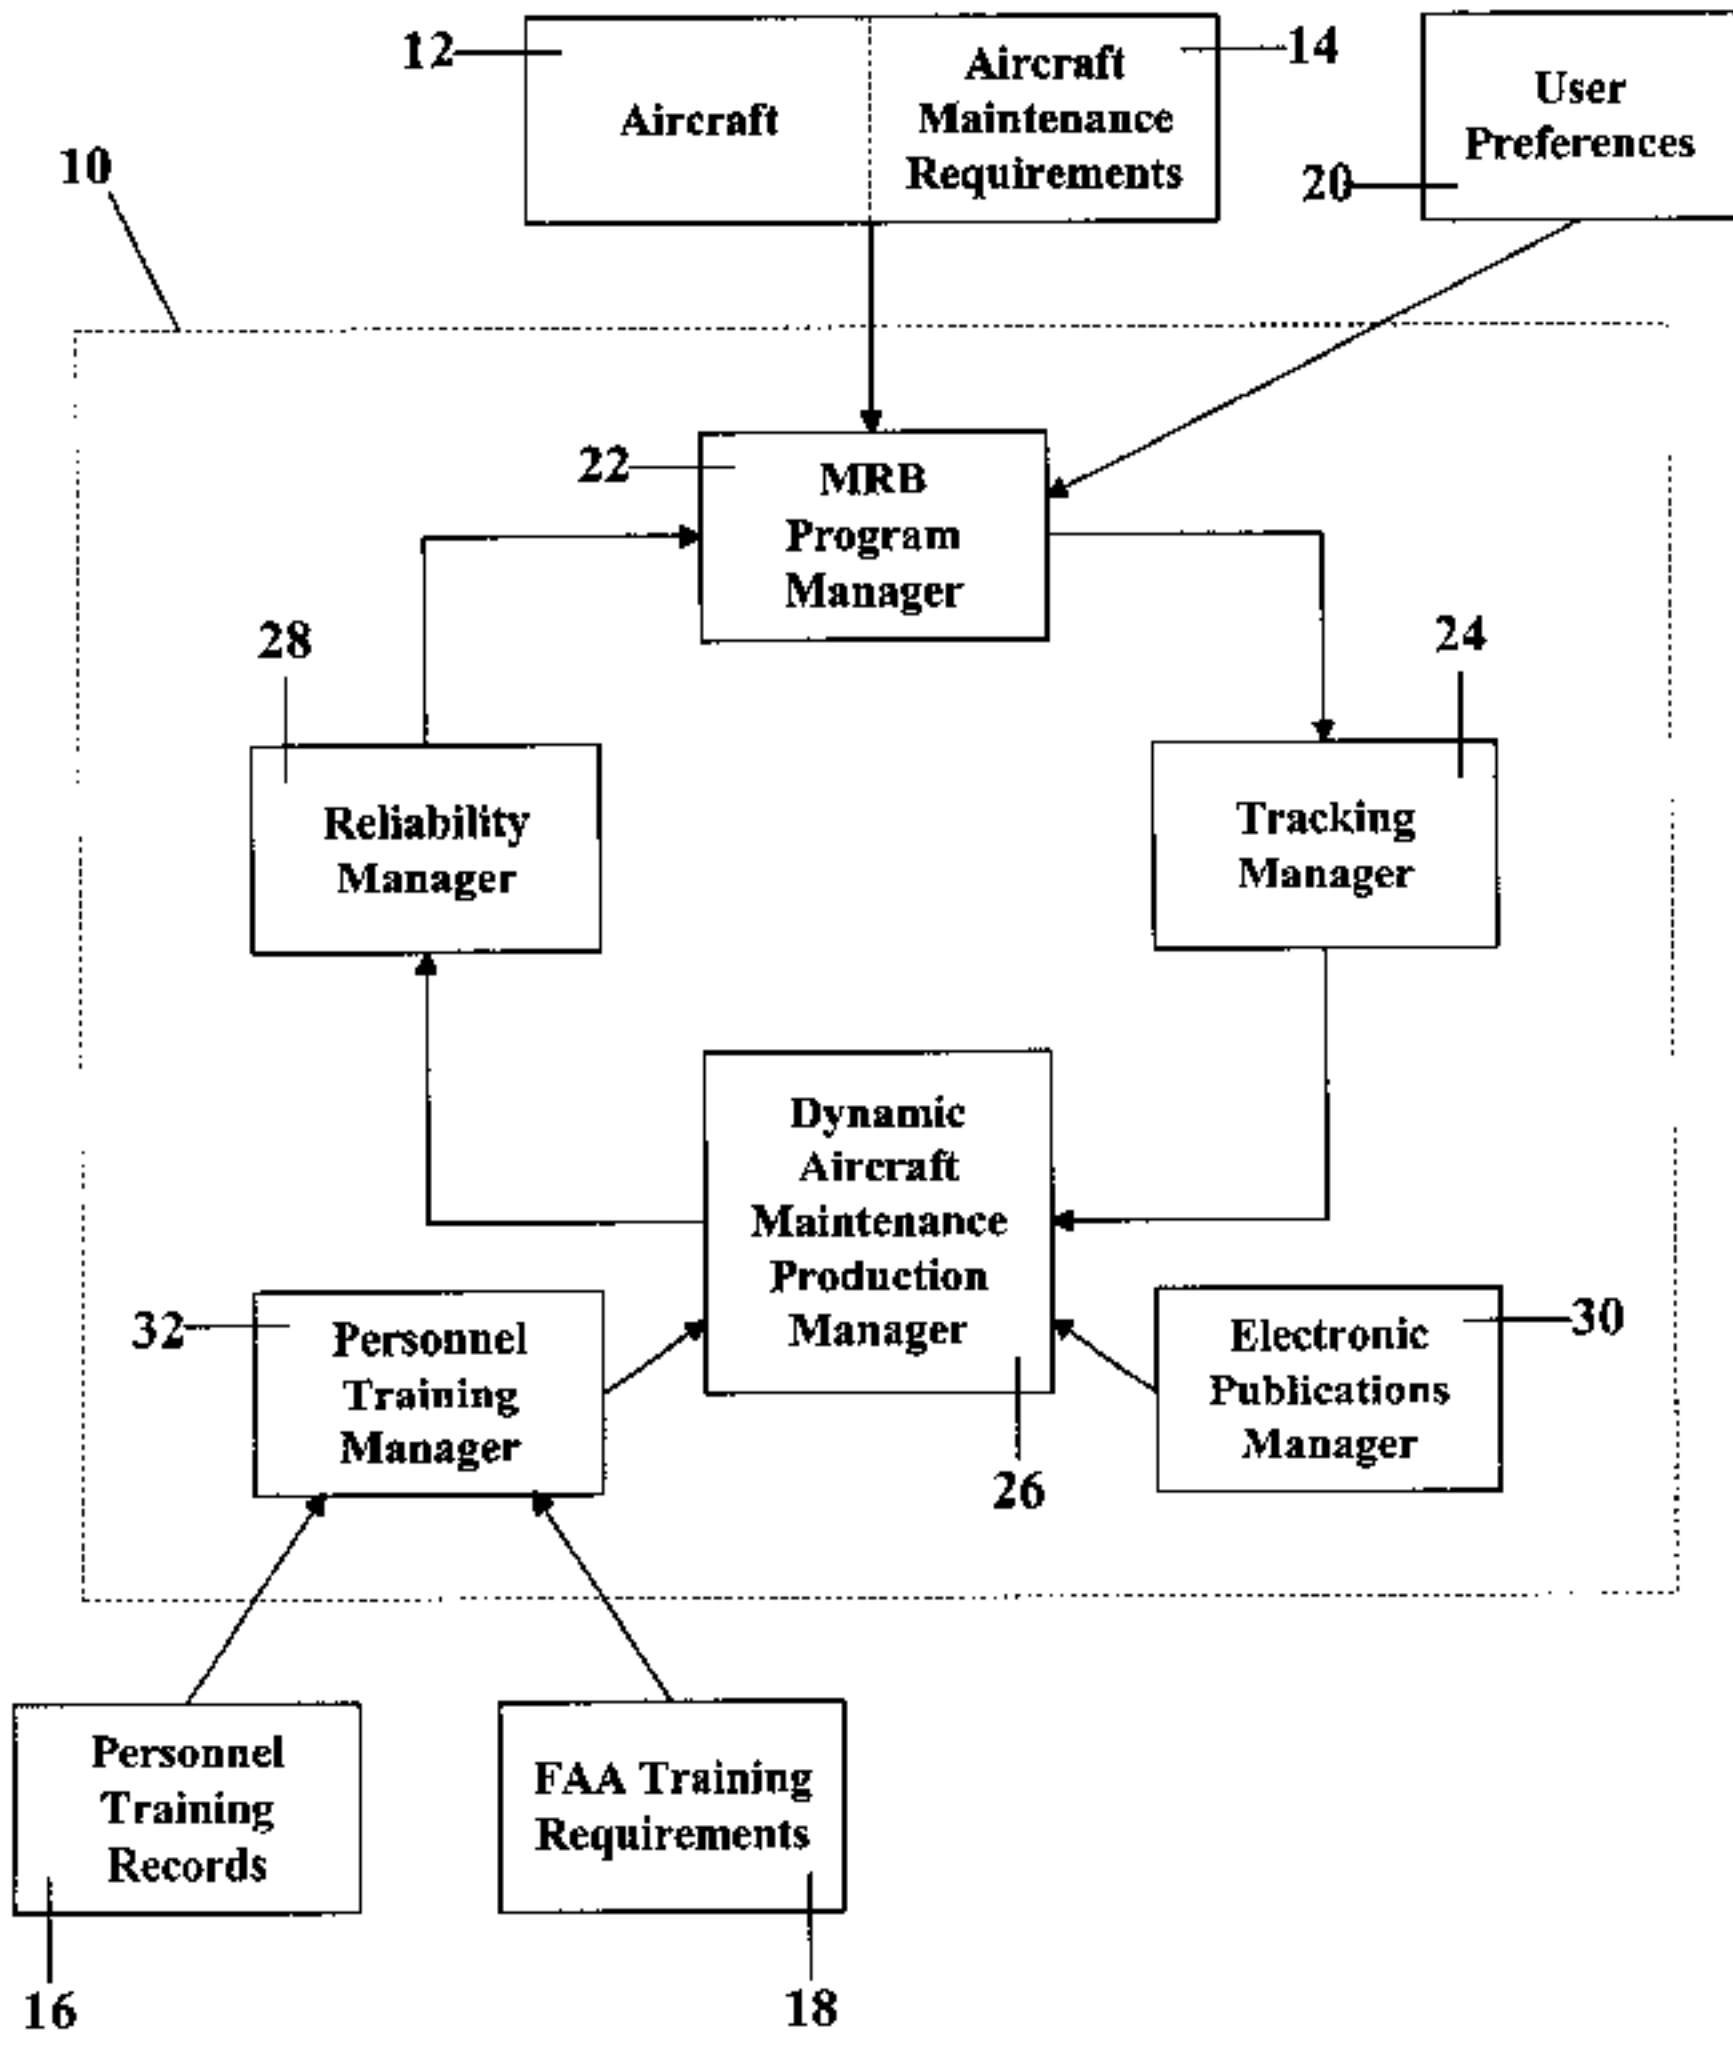 12
Aircraft
Aircraft
Maintenance
Requirements
14
User
Preferences
20
10
22
MRB
Program
Manager
28
Reliability
Manager
24
Tracking
Manager
Dynamic
Aircraft
Maintenance
Production
Manager
26
32
Personnel
Training
Manager
Electronic
Publications
Manager
30
Personnel
Training
Records
16
FAA Training
Requirements
18